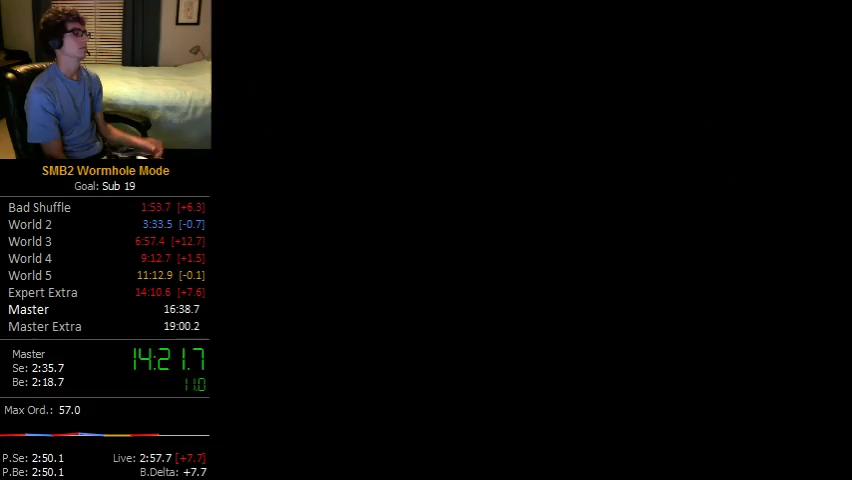 SMB2 Wormhole Mode
Goal: Sub 19
Bad Shuffle 1:53.7 [+6.3]
World 2 3:33.5 [-0.7]
World 3 6:57.4 [+12.7]
World 4 9:12.7 [+1.5]
World 5 11:12.9 [-0.1]
Expert Extra 14:10.6 [+7.6]
Master 16:38.7
Master Extra 19:00.2
Master 14:21.7
Se: 2:35.7
Be: 2:18.7 11.0
Max Ord.: 57.0
P.Se: 2:50.1 Live: 2:57.7 [+7.7]
P.Be: 2:50.1 B.Delta: +7.7